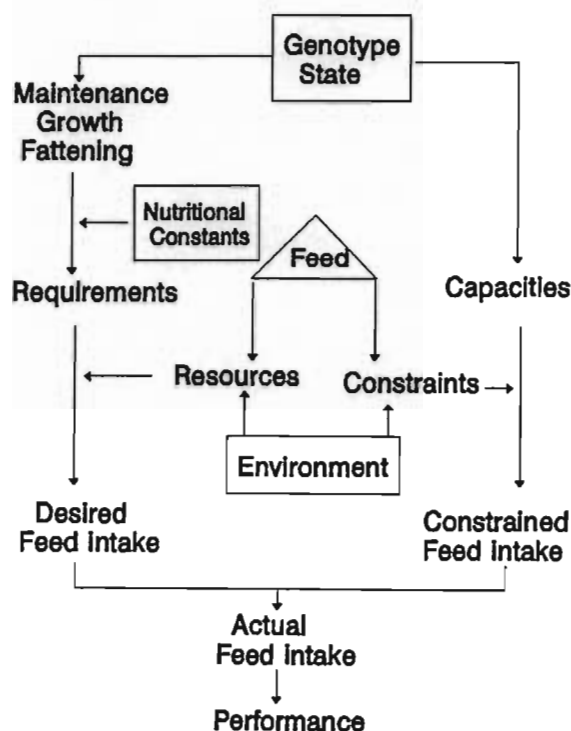 Genotype
State
Maintenance
Growth
Fattening
Nutritional
Constants
Feed
Requirements
Capacities
Resources
Constraints
Environment
Desired
Feed intake
Constrained
Feed intake
Actual
Feed intake
Performance